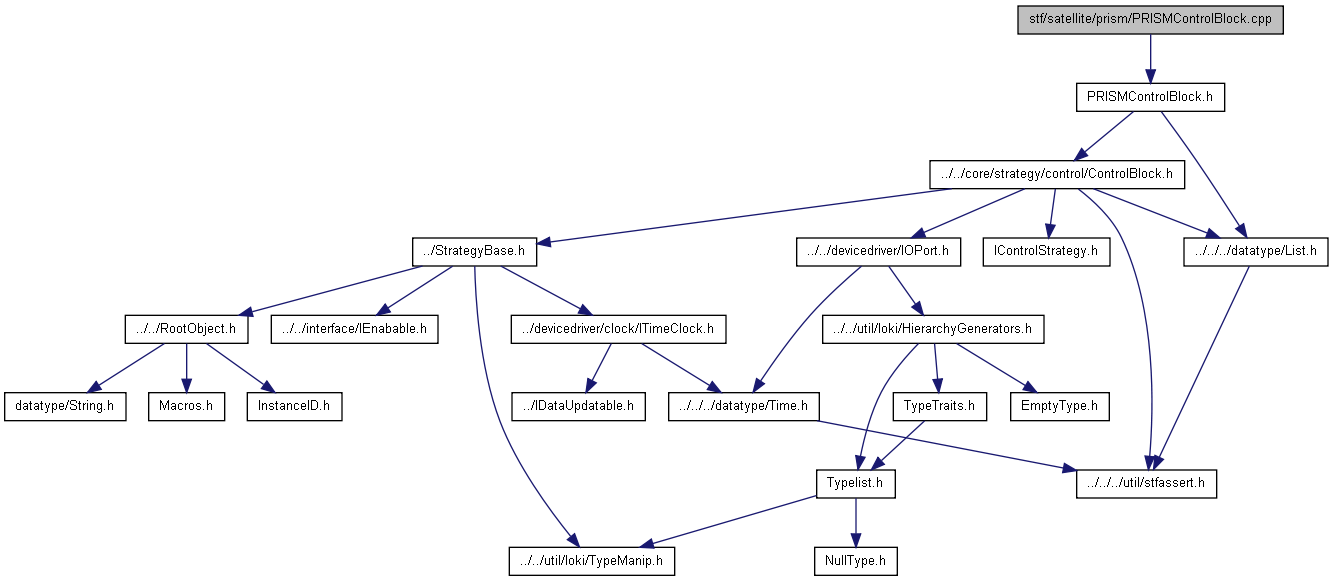 stf/satellite/prism/PRISMControlBlock.cpp
PRISMControlBlock.h
../../core/strategy/control/ControlBlock.h
../StrategyBase.h
../../devicedriver/IOPort.h
IControlStrategy.h
../../../datatype/List.h
../../RootObject.h
../../interface/IEnabable.h
../devicedriver/clock/ITimeClock.h
../../util/loki/HierarchyGenerators.h
datatype/String.h
Macros.h
InstanceID.h
../IDataUpdatable.h
../../../datatype/Time.h
TypeTraits.h
EmptyType.h
Typelist.h
../../../util/stfassert.h
../../util/loki/TypeManip.h
NullType.h